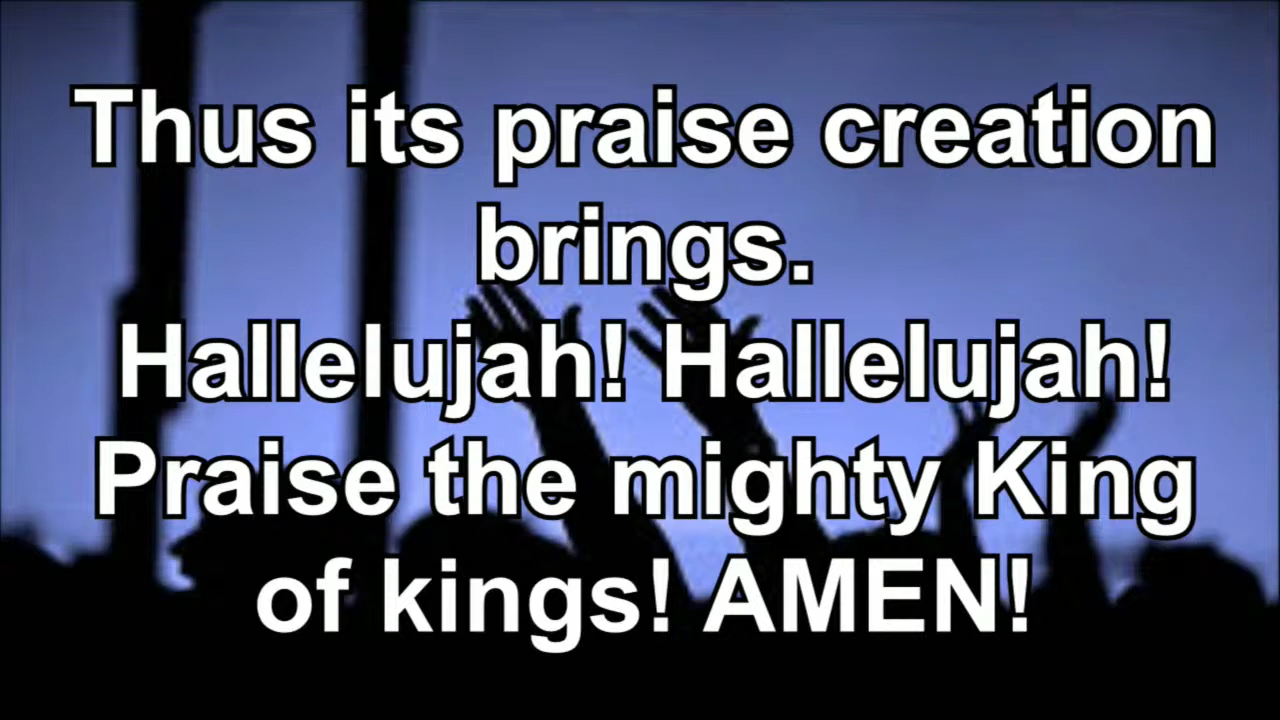 Thus its praise creation
brings.
Hallelujah! Hallelujah!
Praise the mighty King
of kings! AMEN!